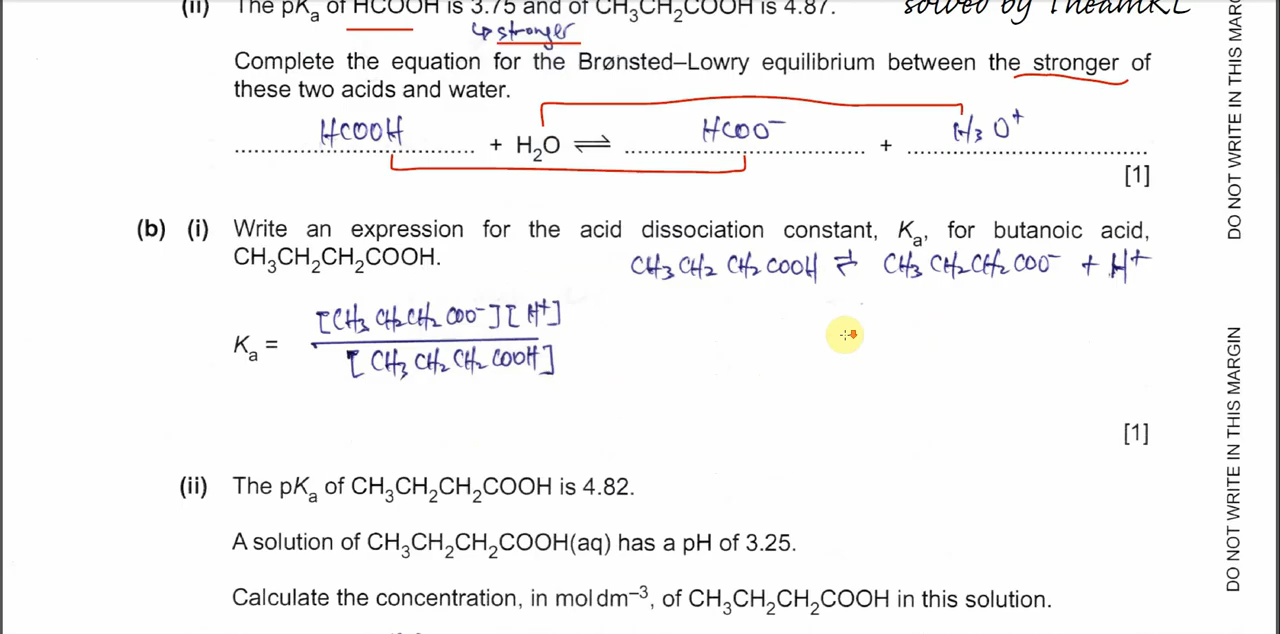 (ii) The pKa of HCOOH is 3.75 and of CH3CH2COOH is 4.87. solved by TheamKL
↳ stronger
Complete the equation for the Brønsted–Lowry equilibrium between the stronger of
these two acids and water.
HCOOH + H2O ⇌ HCOO⁻ + H3O⁺
[1]
(b) (i) Write an expression for the acid dissociation constant, Ka, for butanoic acid,
CH3CH2CH2COOH.
CH3CH2CH2COOH ⇌ CH3CH2CH2COO⁻ + H⁺
[CH3CH2CH2COO⁻][H⁺]
Ka =
[CH3CH2CH2COOH]
[1]
(ii) The pKa of CH3CH2CH2COOH is 4.82.
A solution of CH3CH2CH2COOH(aq) has a pH of 3.25.
Calculate the concentration, in mol dm⁻³, of CH3CH2CH2COOH in this solution.
DO NOT WRITE IN THIS MARG
DO NOT WRITE IN THIS MARGIN